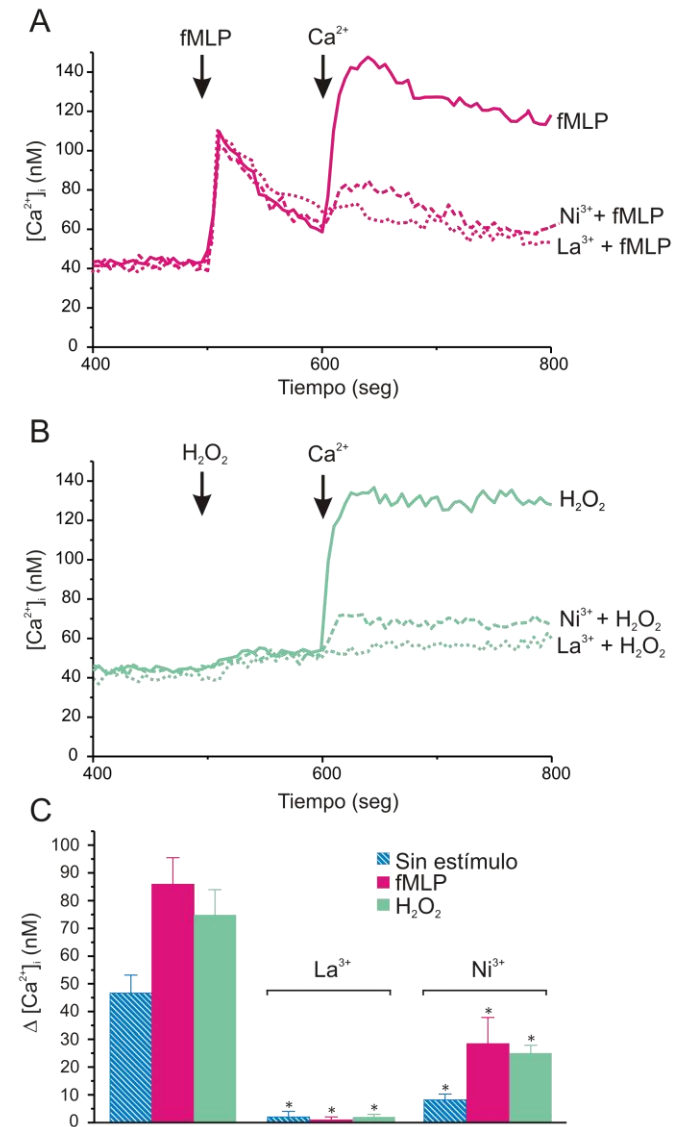 A
fMLP
Ca²⁺
[Ca²⁺]ᵢ (nM)
140
120
100
80
60
40
20
0
400
600
800
Tiempo (seg)
fMLP
Ni³⁺ + fMLP
La³⁺ + fMLP
B
H₂O₂
Ca²⁺
[Ca²⁺]ᵢ (nM)
140
120
100
80
60
40
20
0
400
600
800
Tiempo (seg)
H₂O₂
Ni³⁺ + H₂O₂
La³⁺ + H₂O₂
C
Δ [Ca²⁺]ᵢ (nM)
100
90
80
70
60
50
40
30
20
10
0
Sin estímulo
fMLP
H₂O₂
La³⁺
Ni³⁺
* * *
* * *